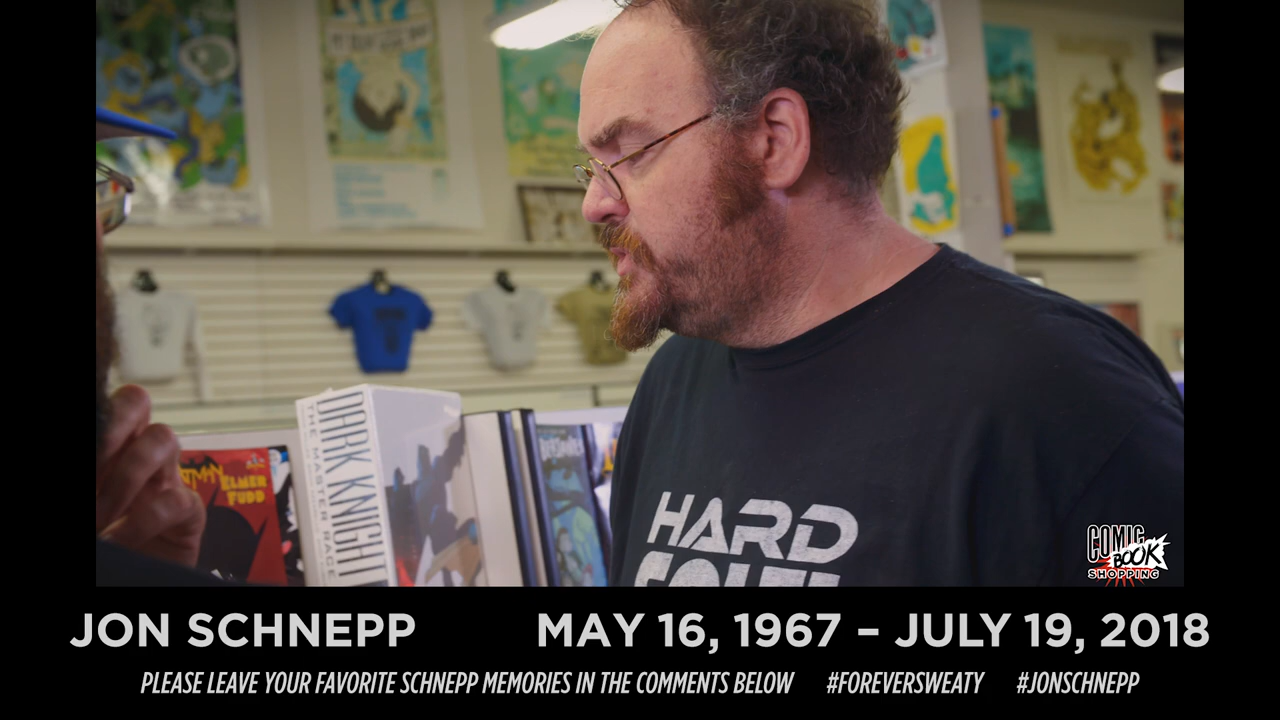 BATMAN
ELMER
FUDD
DARK KNIGHT
THE MASTER RACE
HARD
COMIC
BOOK
SHOPPING
JON SCHNEPP MAY 16, 1967 – JULY 19, 2018
PLEASE LEAVE YOUR FAVORITE SCHNEPP MEMORIES IN THE COMMENTS BELOW #FOREVERSWEATY #JONSCHNEPP